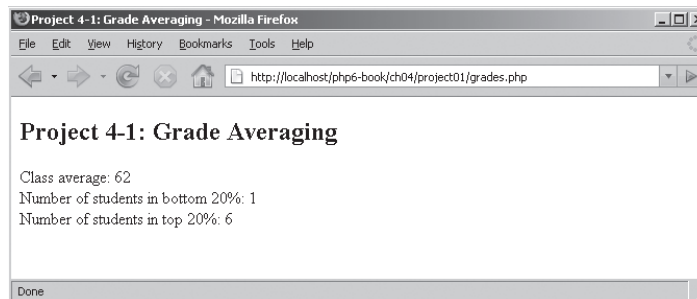 Project 4-1: Grade Averaging - Mozilla Firefox
File Edit View History Bookmarks Tools Help
http://localhost/php6-book/ch04/project01/grades.php
Project 4-1: Grade Averaging
Class average: 62
Number of students in bottom 20%: 1
Number of students in top 20%: 6
Done